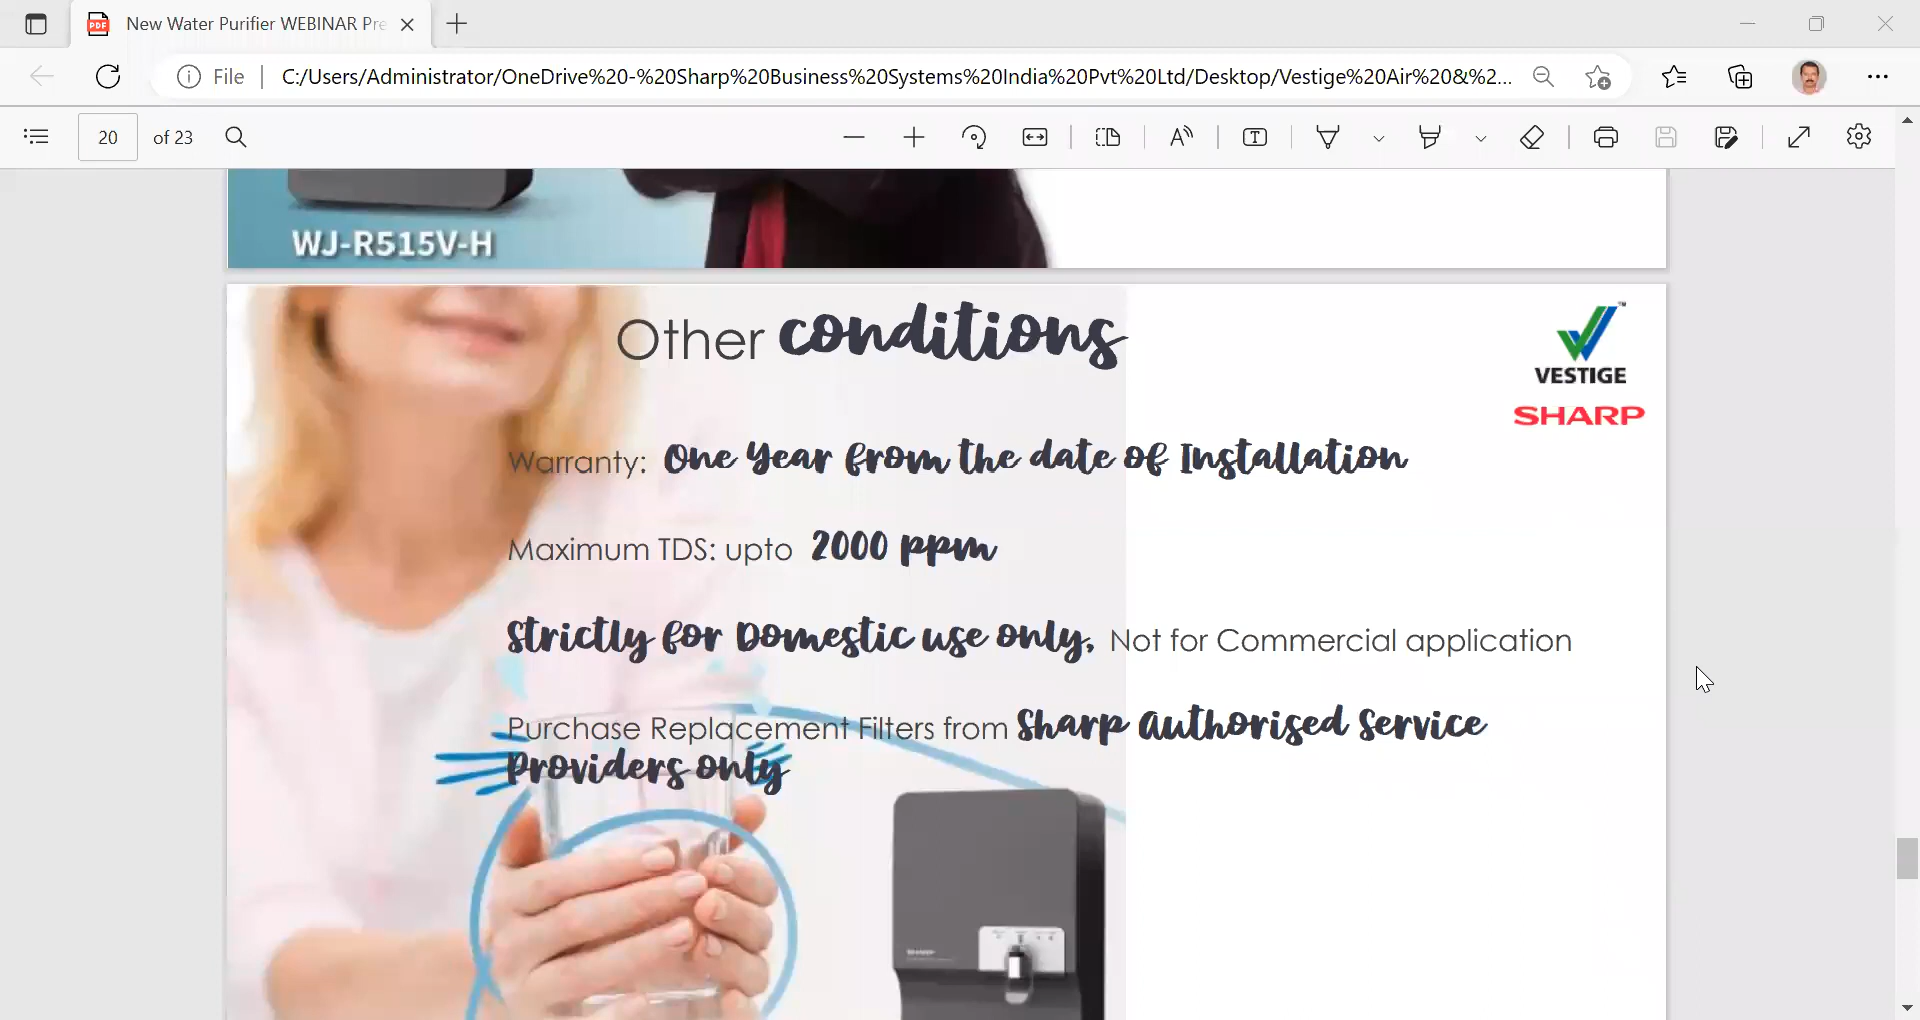 New Water Purifier WEBINAR Pre
File
C:/Users/Administrator/OneDrive%20-%20Sharp%20Business%20Systems%20India%20Pvt%20Ltd/Desktop/Vestige%20Air%20&%2...
20 of 23
WJ-R515V-H
Other conditions
VESTIGE
SHARP
Warranty: One Year from the date of Installation
Maximum TDS: upto 2000 ppm
Strictly for Domestic use only, Not for Commercial application
Purchase Replacement Filters from Sharp Authorised Service
Providers only
SHARP